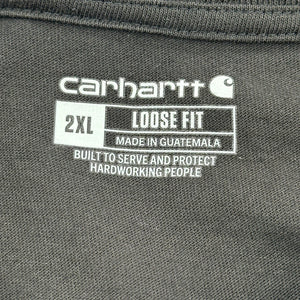 carhartt
2XL LOOSE FIT
MADE IN GUATEMALA
BUILT TO SERVE AND PROTECT
HARDWORKING PEOPLE